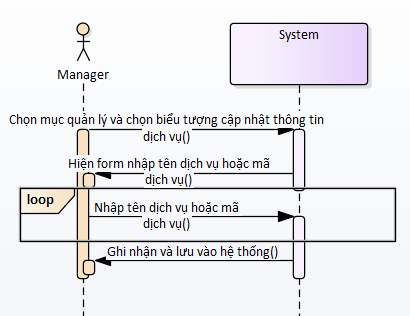 System
Manager
Chọn mục quản lý và chọn biểu tượng cập nhật thông tin
dịch vụ()
Hiện form nhập tên dịch vụ hoặc mã
dịch vụ()
loop
Nhập tên dịch vụ hoặc mã
dịch vụ()
Ghi nhận và lưu vào hệ thống()